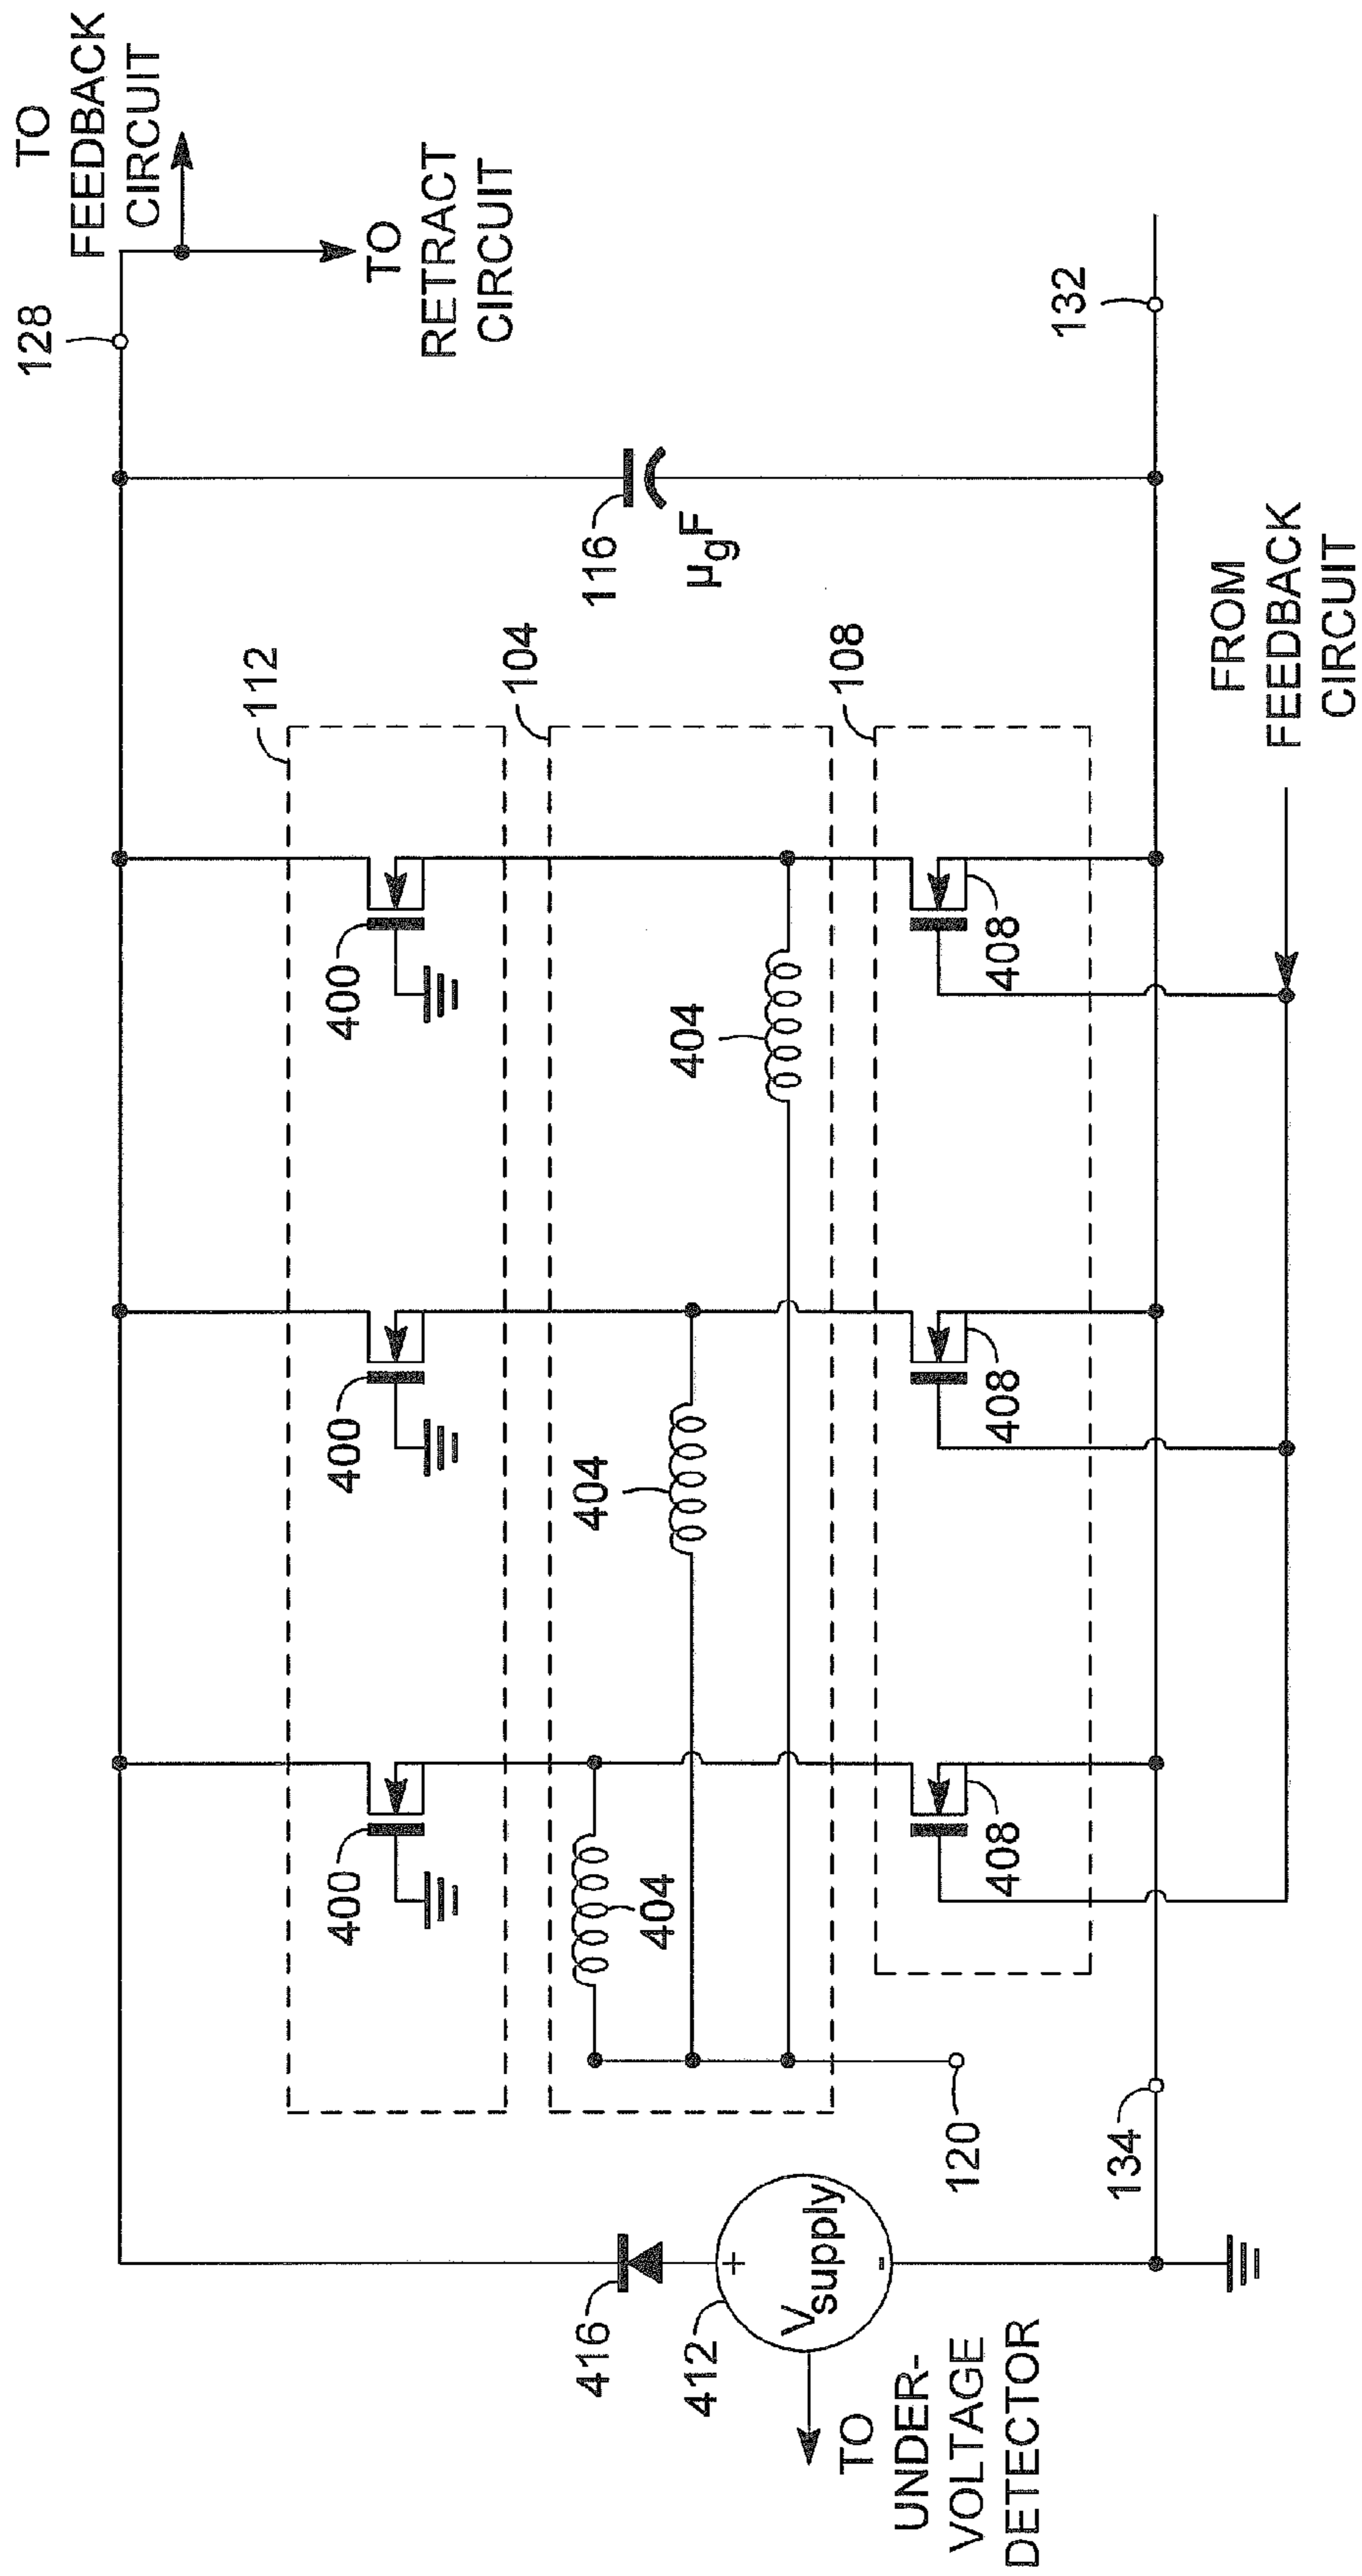 TO
FEEDBACK
CIRCUIT
128
TO
RETRACT
CIRCUIT
132
116
µgF
112
104
108
FROM
FEEDBACK
CIRCUIT
400
404
408
400
404
408
400
404
408
120
134
416
412
+
Vsupply
-
TO
UNDER-
VOLTAGE
DETECTOR